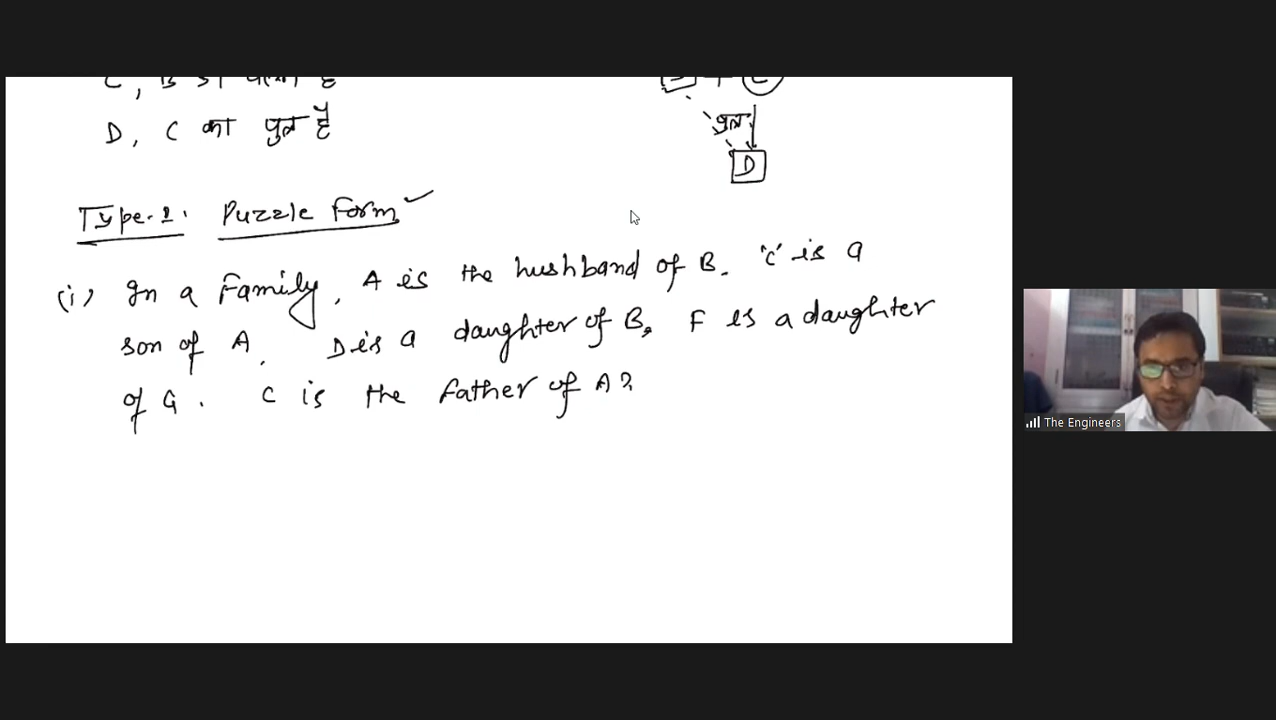 C, B की
D, C का पुत्र है
पुत्र
D
Type-2. Puzzle Form
(i) In a Family, A is the hushband of B. 'C' is a
son of A. D is a daughter of B, F is a daughter
of G. C is the father of A?
The Engineers